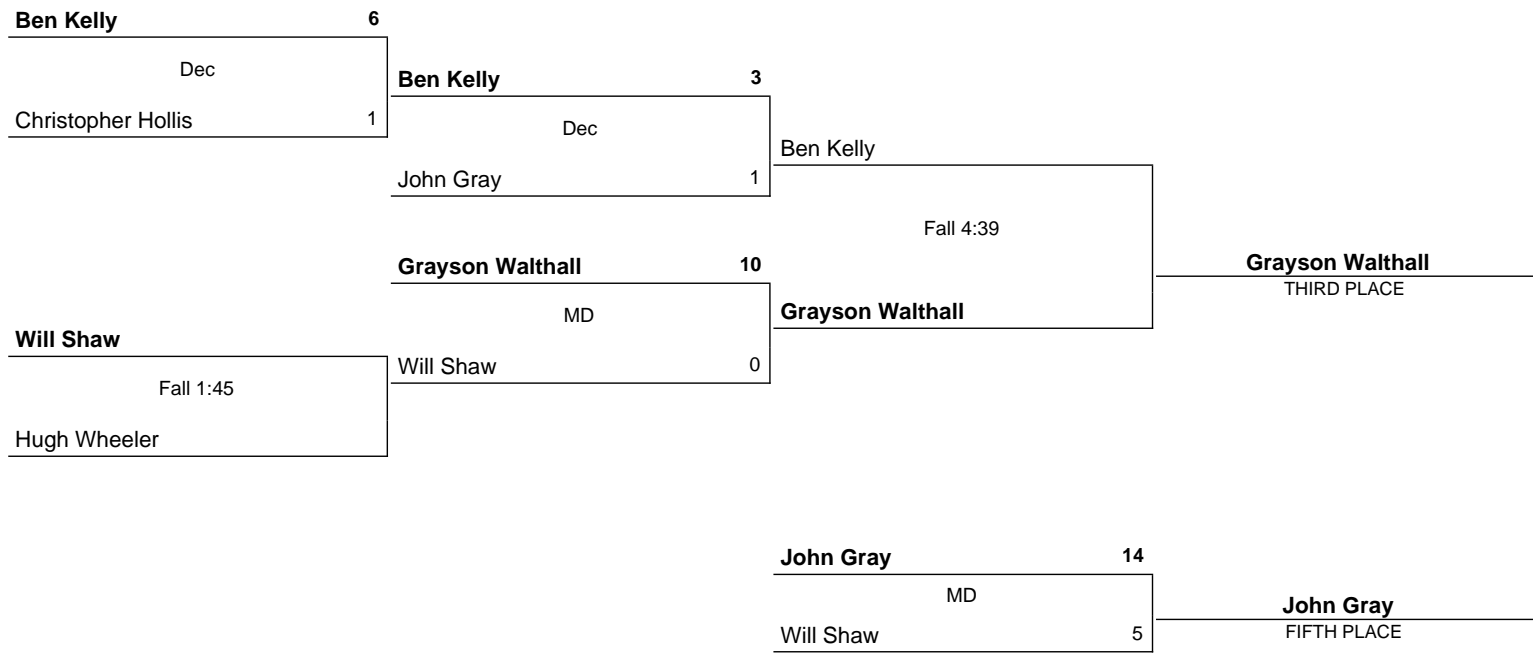 Ben Kelly 6
Dec
Christopher Hollis 1
Ben Kelly 3
Dec
John Gray 1
Ben Kelly
Fall 4:39
Grayson Walthall
Grayson Walthall
THIRD PLACE
Grayson Walthall 10
MD
Will Shaw 0
Will Shaw
Fall 1:45
Hugh Wheeler
John Gray 14
MD
Will Shaw 5
John Gray
FIFTH PLACE